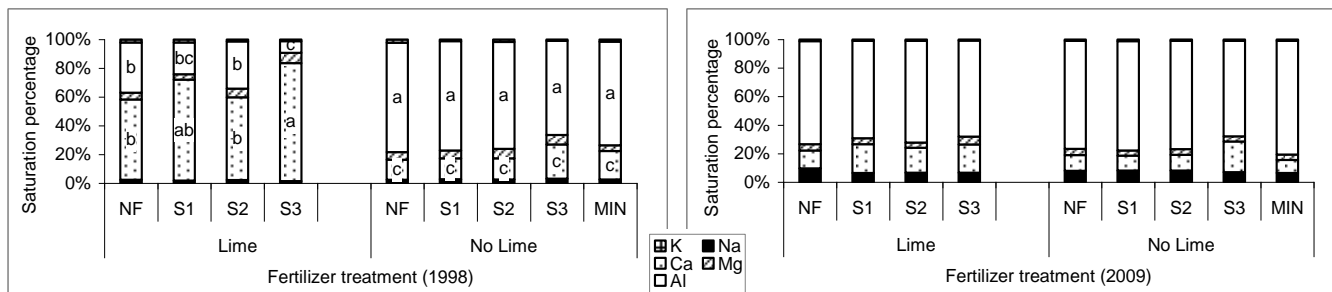 Saturation percentage
100%
80%
60%
40%
20%
0%
b bc b c a a a a a
b ab b a c c c c c
NF S1 S2 S3 NF S1 S2 S3 MIN
Lime No Lime
Fertilizer treatment (1998)
K Na
Ca Mg
Al
Saturation percentage
100%
80%
60%
40%
20%
0%
NF S1 S2 S3 NF S1 S2 S3 MIN
Lime No Lime
Fertilizer treatment (2009)